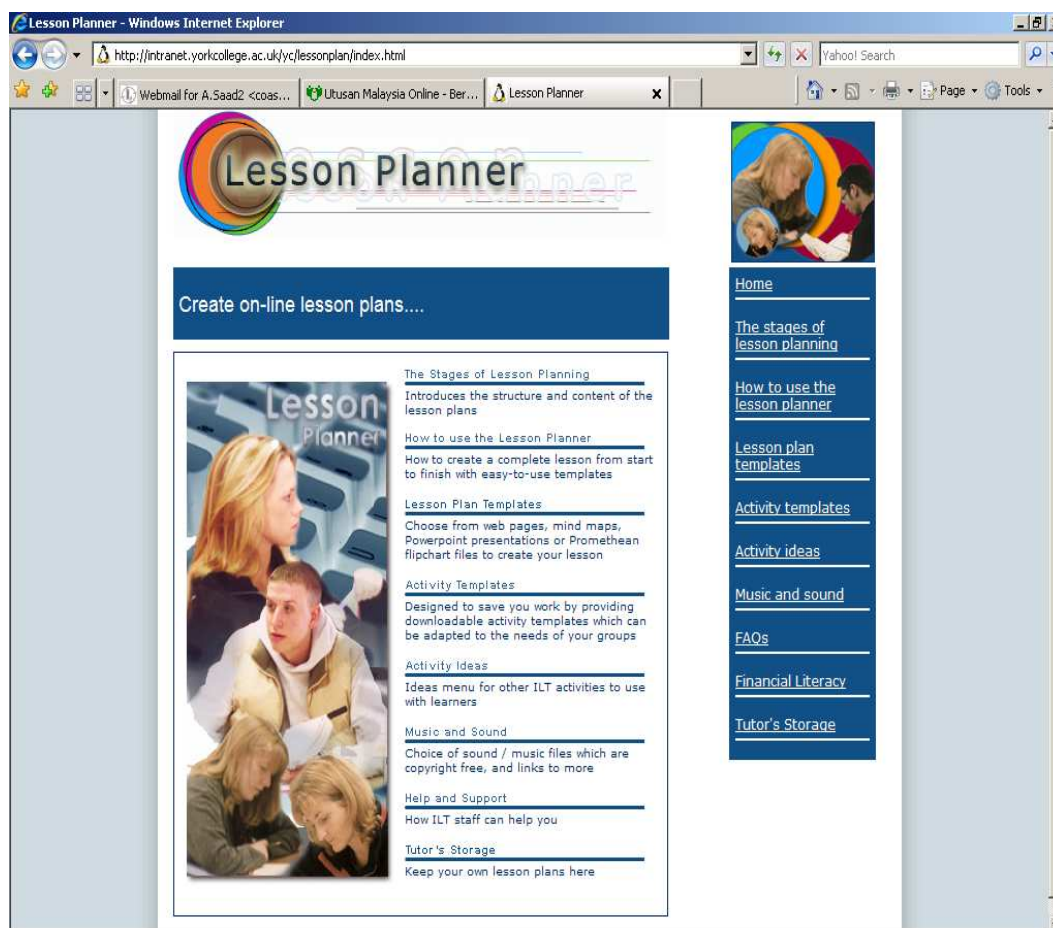 Lesson Planner - Windows Internet Explorer
http://intranet.yorkcollege.ac.uk/yc/lessonplan/index.html
Yahoo! Search
Webmail for A.Saad2 <coas...
Utusan Malaysia Online - Ber...
Lesson Planner
Page
Tools
Lesson Planner
Create on-line lesson plans....
Lesson
Planner
The Stages of Lesson Planning
Introduces the structure and content of the
lesson plans
How to use the Lesson Planner
How to create a complete lesson from start
to finish with easy-to-use templates
Lesson Plan Templates
Choose from web pages, mind maps,
Powerpoint presentations or Promethean
flipchart files to create your lesson
Activity Templates
Designed to save you work by providing
downloadable activity templates which can
be adapted to the needs of your groups
Activity Ideas
Ideas menu for other ILT activities to use
with learners
Music and Sound
Choice of sound / music files which are
copyright free, and links to more
Help and Support
How ILT staff can help you
Tutor's Storage
Keep your own lesson plans here
Home
The stages of
lesson planning
How to use the
lesson planner
Lesson plan
templates
Activity templates
Activity ideas
Music and sound
FAQs
Financial Literacy
Tutor's Storage